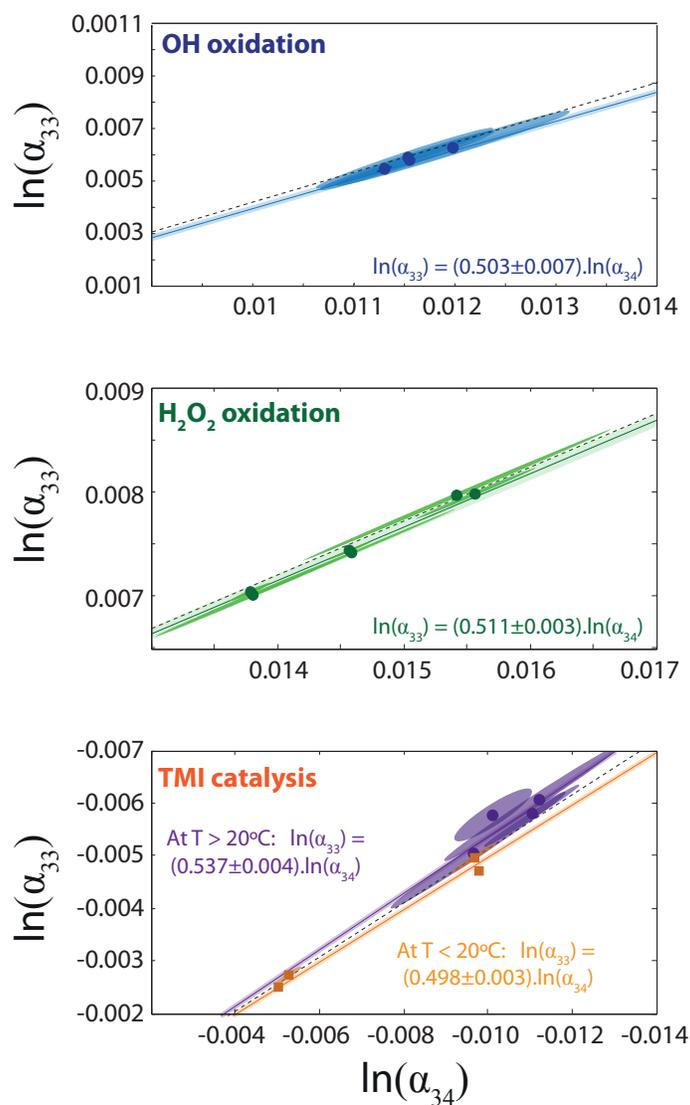 0.0011
OH oxidation
0.009
0.007
0.005
0.003
0.001
ln(α₃₃)
ln(α₃₃) = (0.503±0.007).ln(α₃₄)
0.01 0.011 0.012 0.013 0.014
0.009
H₂O₂ oxidation
0.008
0.007
ln(α₃₃)
ln(α₃₃) = (0.511±0.003).ln(α₃₄)
0.014 0.015 0.016 0.017
-0.007
TMI catalysis
-0.006
-0.005
-0.004
-0.003
-0.002
ln(α₃₃)
At T > 20ºC: ln(α₃₃) =
(0.537±0.004).ln(α₃₄)
At T < 20ºC: ln(α₃₃) =
(0.498±0.003).ln(α₃₄)
-0.004 -0.006 -0.008 -0.010 -0.012 -0.014
ln(α₃₄)